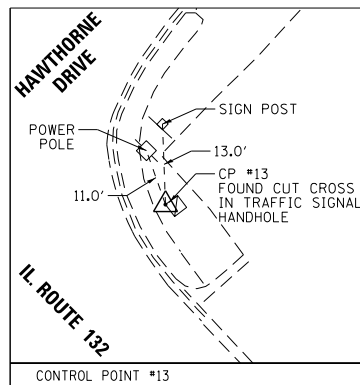 HAWTHORNE
DRIVE
SIGN POST
POWER
POLE
13.0'
CP #13
FOUND CUT CROSS
IN TRAFFIC SIGNAL
HANDHOLE
11.0'
IL. ROUTE 132
CONTROL POINT #13